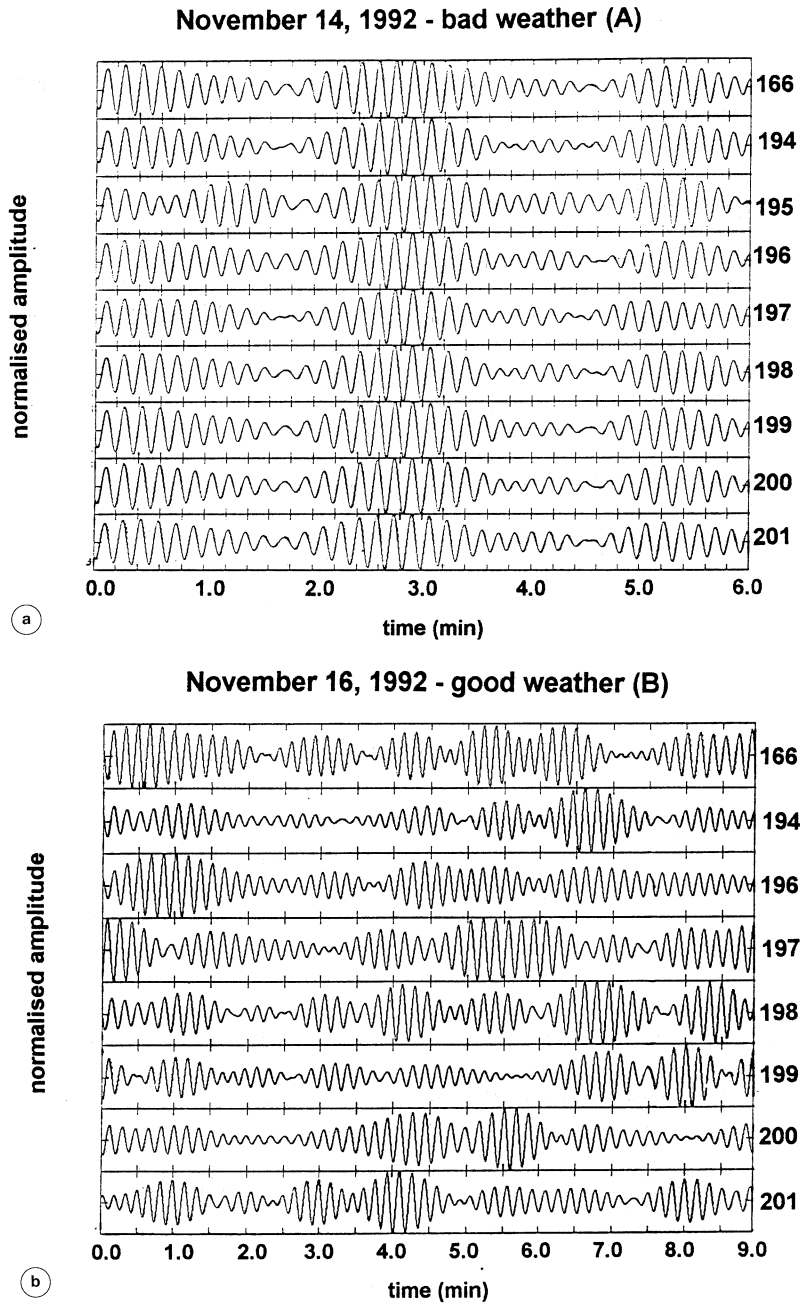 November 14, 1992 - bad weather (A)
normalised amplitude
166
194
195
196
197
198
199
200
201
0.0 1.0 2.0 3.0 4.0 5.0 6.0
time (min)
a
November 16, 1992 - good weather (B)
normalised amplitude
166
194
196
197
198
199
200
201
0.0 1.0 2.0 3.0 4.0 5.0 6.0 7.0 8.0 9.0
time (min)
b